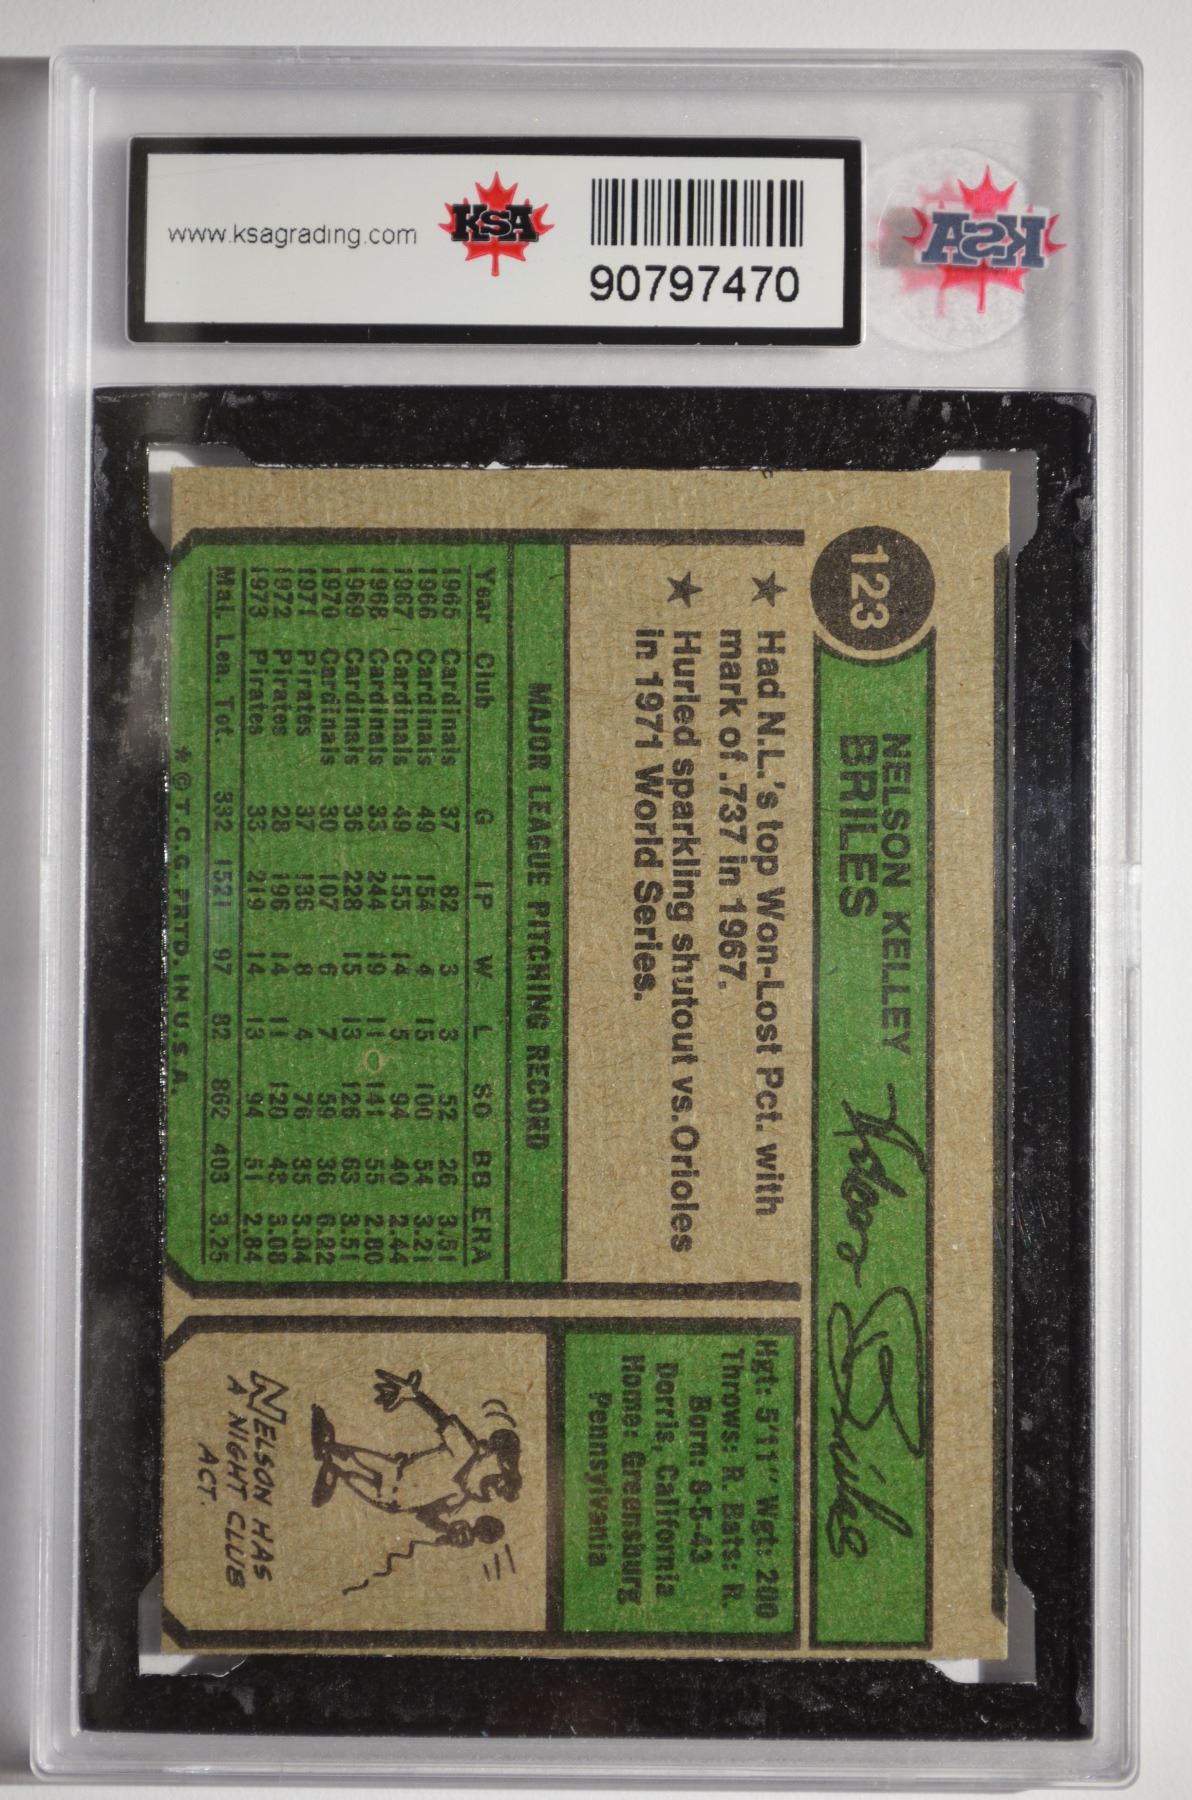 www.ksagrading.com
KSA
90797470
KSA
123
NELSON KELLEY
BRILES
Nelson Briles
★ Had N.L.'s top Won-Lost Pct. with
mark of .737 in 1967.
★ Hurled sparkling shutout vs. Orioles
in 1971 World Series.
MAJOR LEAGUE PITCHING RECORD
Year Club G IP W L SO BB ERA
1965 Cardinals 37 82 3 3 52 26 3.51
1966 Cardinals 49 154 4 15 100 54 3.21
1967 Cardinals 49 155 14 5 94 40 2.44
1968 Cardinals 33 244 19 11 141 55 2.80
1969 Cardinals 36 228 15 13 126 63 3.51
1970 Cardinals 30 107 6 7 59 36 6.22
1971 Pirates 37 136 8 4 76 35 3.04
1972 Pirates 28 196 14 11 120 43 3.08
1973 Pirates 33 219 14 13 94 51 2.84
Maj. Lea. Tot. 332 1521 97 82 862 403 3.25
* © T.C.G. PRTD. IN U.S.A.
Hgt: 5'11" Wgt: 200
Throws: R. Bats: R.
Born: 8-5-43
Dorris, California
Home: Greensburg
Pennsylvania
NELSON HAS
A NIGHT CLUB
ACT.